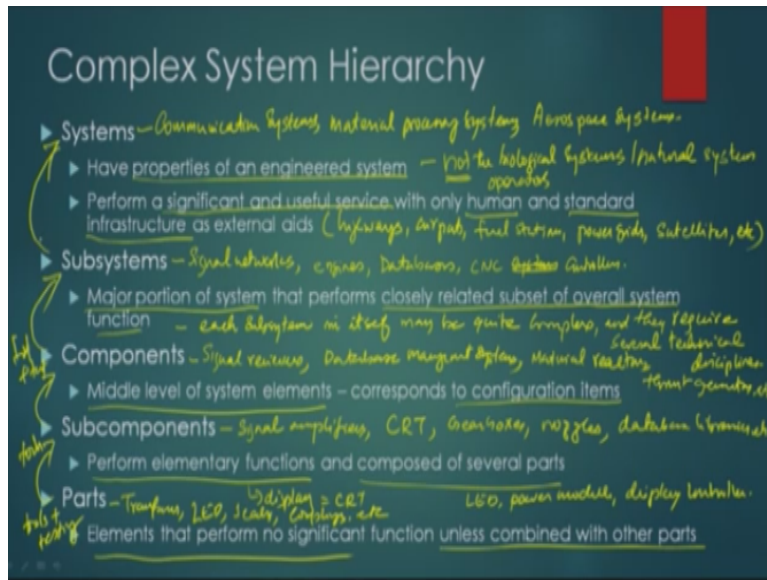 Complex System Hierarchy
Systems - Communication Systems, material processing systems, Aerospace Systems.
Have properties of an engineered system - not the biological systems / natural system
operators
Perform a significant and useful service with only human and standard
infrastructure as external aids (highways, airports, fuel station, power grids, Satellites, etc)
Subsystems - Signal networks, engines, Databases, CNC Controllers.
Major portion of system that performs closely related subset of overall system
function - each subsystem in itself may be quite complex, and they require
several technical
disciplines
Components - Signal receivers, Database Systems, Material reactors,
thrust generator, etc
Middle level of system elements – corresponds to configuration items
Subcomponents - Signal amplifiers, CRT, Gearboxes, nozzles, database libraries, etc
Perform elementary functions and composed of several parts
Parts - LED, Seals, Couplings, etc
display = CRT
LED, power module, display controller.
Elements that perform no significant function unless combined with other parts
tools +
testing